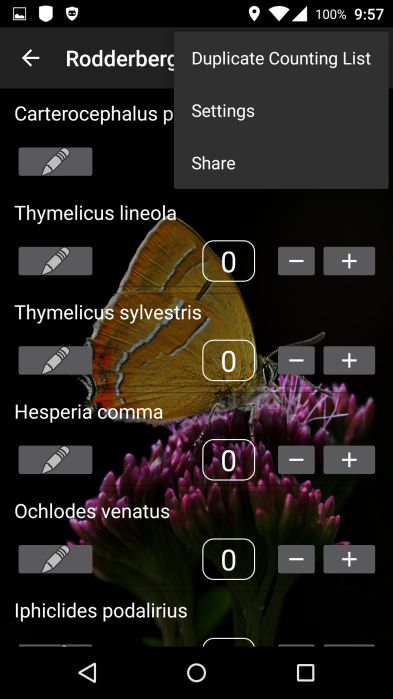 100% 9:57
Rodderberg
Duplicate Counting List
Settings
Share
Carterocephalus p
Thymelicus lineola
0 − +
Thymelicus sylvestris
0 − +
Hesperia comma
0 − +
Ochlodes venatus
0 − +
Iphiclides podalirius